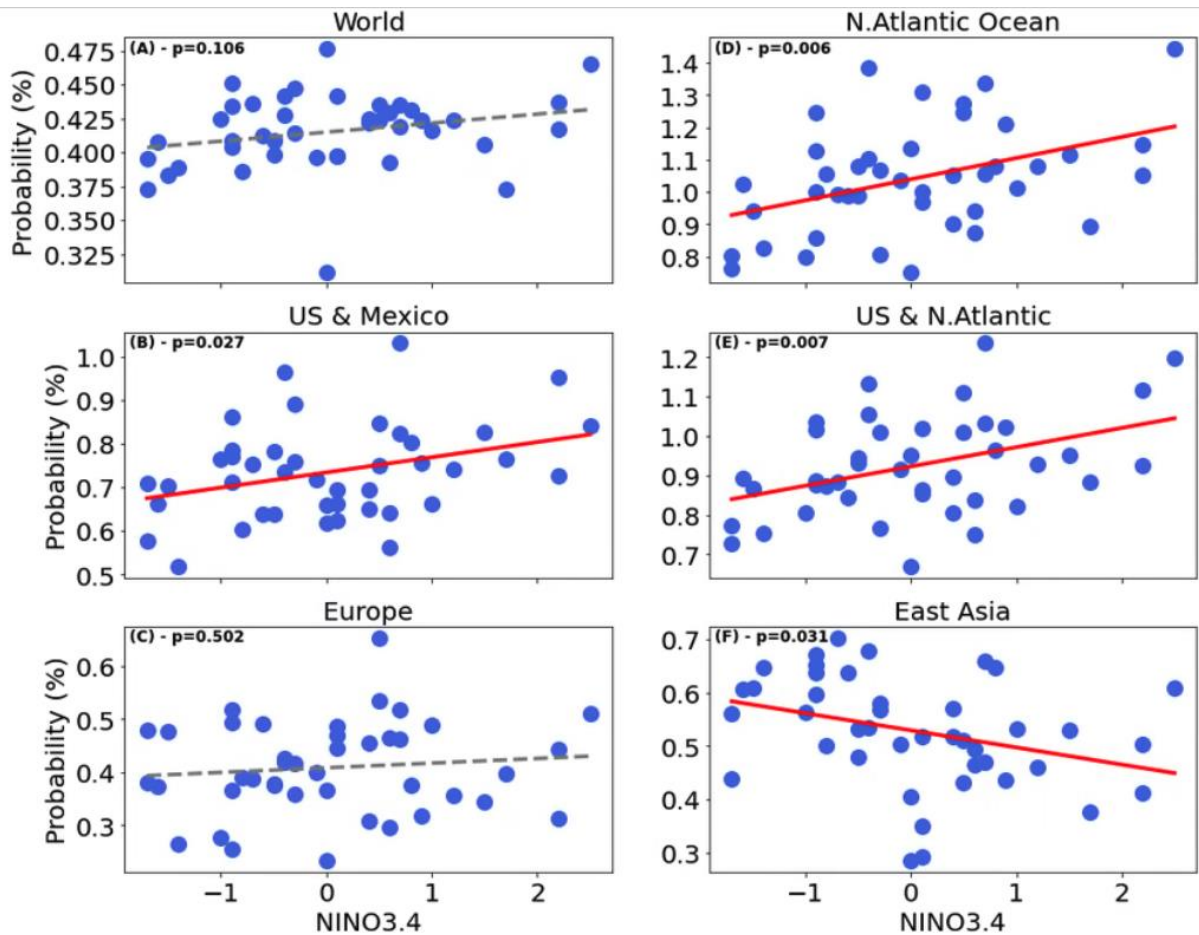 World
(A) - p=0.106
Probability (%)
0.475
0.450
0.425
0.400
0.375
0.350
0.325
N.Atlantic Ocean
(D) - p=0.006
1.4
1.3
1.2
1.1
1.0
0.9
0.8
US & Mexico
(B) - p=0.027
Probability (%)
1.0
0.9
0.8
0.7
0.6
0.5
US & N.Atlantic
(E) - p=0.007
1.2
1.1
1.0
0.9
0.8
0.7
Europe
(C) - p=0.502
Probability (%)
0.6
0.5
0.4
0.3
−1 0 1 2
NINO3.4
East Asia
(F) - p=0.031
0.7
0.6
0.5
0.4
0.3
−1 0 1 2
NINO3.4